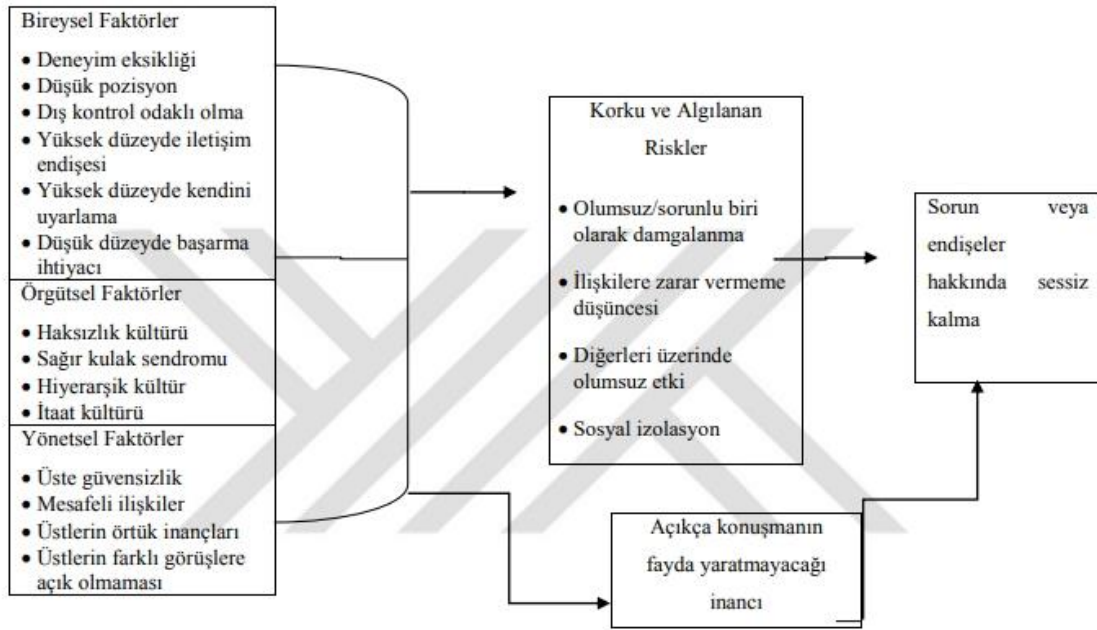 Bireysel Faktörler
• Deneyim eksikliği
• Düşük pozisyon
• Dış kontrol odaklı olma
• Yüksek düzeyde iletişim
endişesi
• Yüksek düzeyde kendini
uyarlama
• Düşük düzeyde başarma
ihtiyacı
Örgütsel Faktörler
• Haksızlık kültürü
• Sağır kulak sendromu
• Hiyerarşik kültür
• İtaat kültürü
Yönetsel Faktörler
• Üste güvensizlik
• Mesafeli ilişkiler
• Üstlerin örtük inançları
• Üstlerin farklı görüşlere
açık olmaması
Korku ve Algılanan
Riskler
• Olumsuz/sorunlu biri
olarak damgalanma
• İlişkilere zarar vermeme
düşüncesi
• Diğerleri üzerinde
olumsuz etki
• Sosyal izolasyon
Açıkça konuşmanın
fayda yaratmayacağı
inancı
Sorun veya
endişeler
hakkında sessiz
kalma